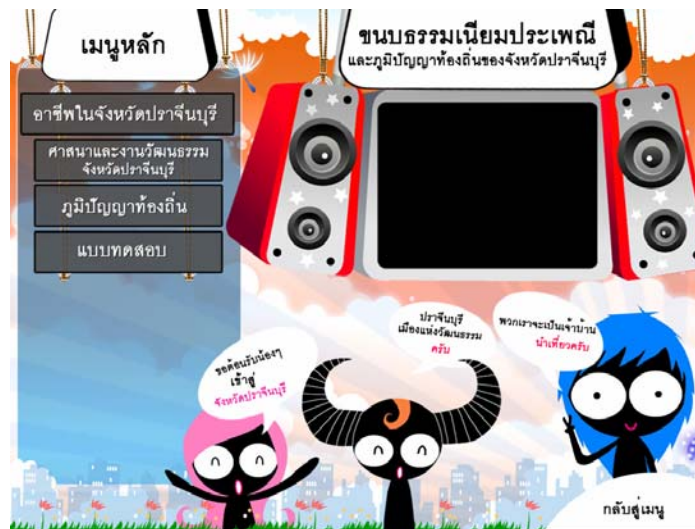 เมนูหลัก
ขนบธรรมเนียมประเพณี
และภูมิปัญญาท้องถิ่นของจังหวัดปราจีนบุรี
อาชีพในจังหวัดปราจีนบุรี
ศาสนาและงานวัฒนธรรม
จังหวัดปราจีนบุรี
ภูมิปัญญาท้องถิ่น
แบบทดสอบ
ขอต้อนรับน้องๆ
เข้าสู่
จังหวัดปราจีนบุรี
ปราจีนบุรี
เมืองแห่งวัฒนธรรม
ครับ
พวกเราจะเป็นเจ้าบ้าน
นำเที่ยวครับ
กลับสู่เมนู